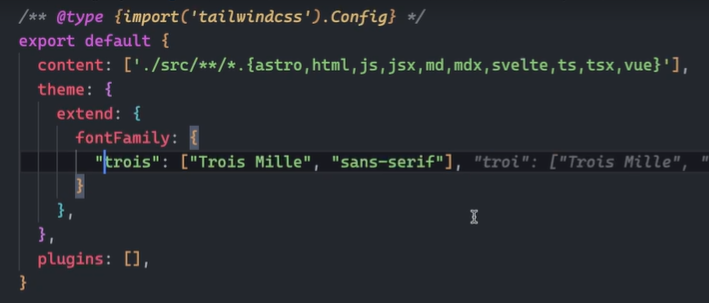 /** @type {import('tailwindcss').Config} */
export default {
  content: ['./src/**/*.{astro,html,js,jsx,md,mdx,svelte,ts,tsx,vue}'],
  theme: {
    extend: {
      fontFamily: {
        "trois": ["Trois Mille", "sans-serif"], "troi": ["Trois Mille", "
      }
    },
  },
  plugins: [],
}